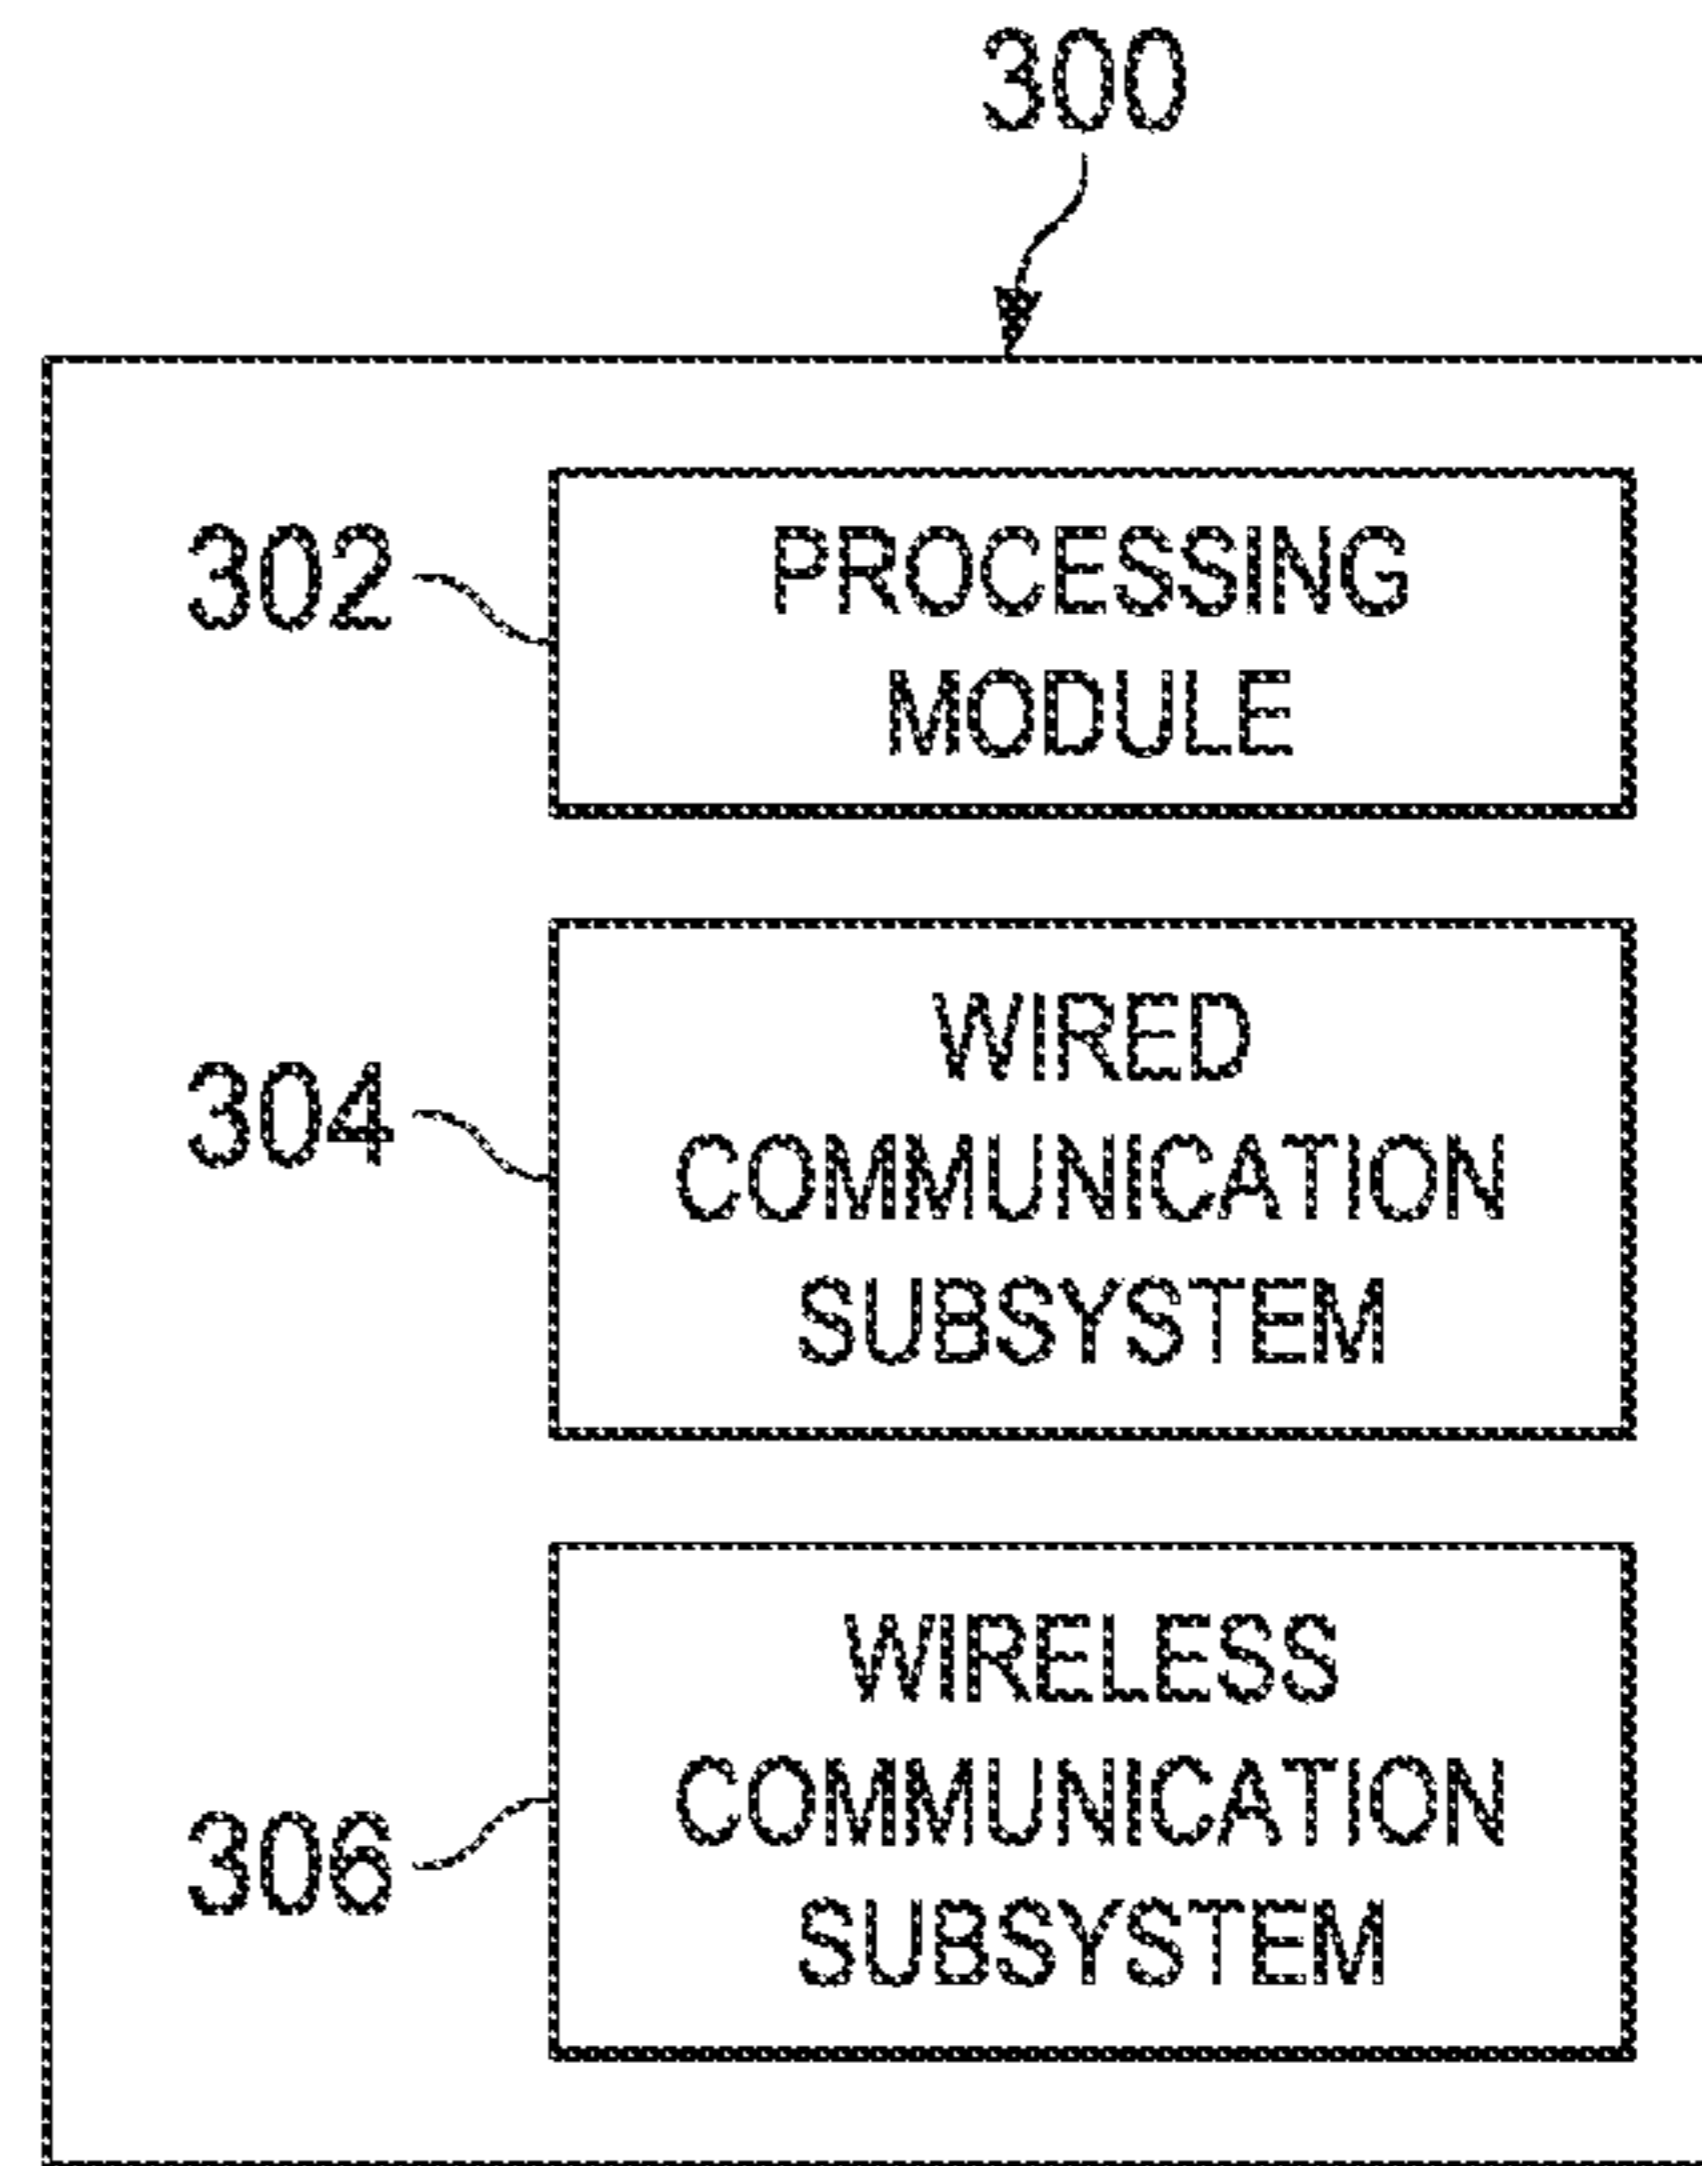 300
302
PROCESSING
MODULE
304
WIRED
COMMUNICATION
SUBSYSTEM
306
WIRELESS
COMMUNICATION
SUBSYSTEM